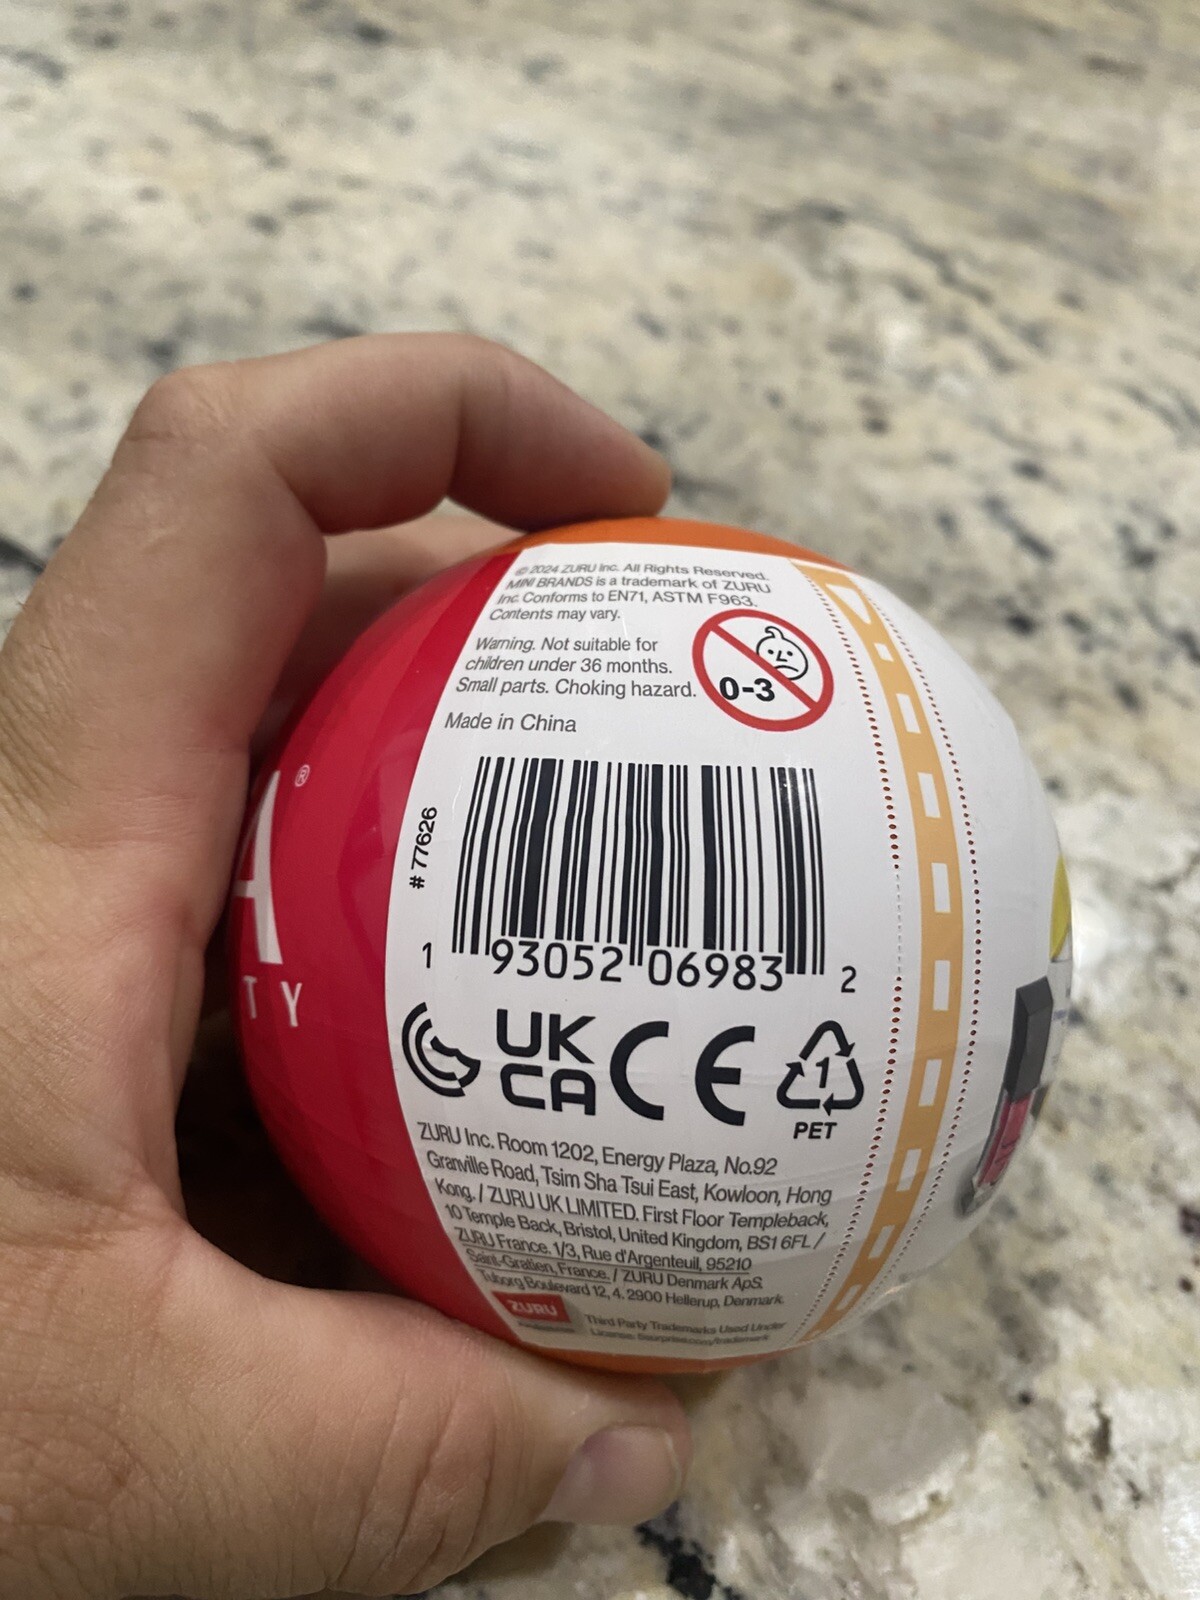 © 2024 ZURU Inc. All Rights Reserved.
MINI BRANDS is a trademark of ZURU
Inc. Conforms to EN71, ASTM F963.
Contents may vary.
Warning. Not suitable for
children under 36 months.
Small parts. Choking hazard.
0-3
Made in China
A®
TY
# 77626
1 93052 06983 2
UK
CA CE
1
PET
ZURU Inc. Room 1202, Energy Plaza, No.92
Granville Road, Tsim Sha Tsui East, Kowloon, Hong
Kong. / ZURU UK LIMITED. First Floor Templeback,
10 Temple Back, Bristol, United Kingdom, BS1 6FL /
ZURU France. 1/3, Rue d'Argenteuil, 95210
Saint-Gratien, France. / ZURU Denmark ApS.
Tuborg Boulevard 12, 4. 2900 Hellerup, Denmark.
ZURU
Third Party Trademarks Used Under
License: